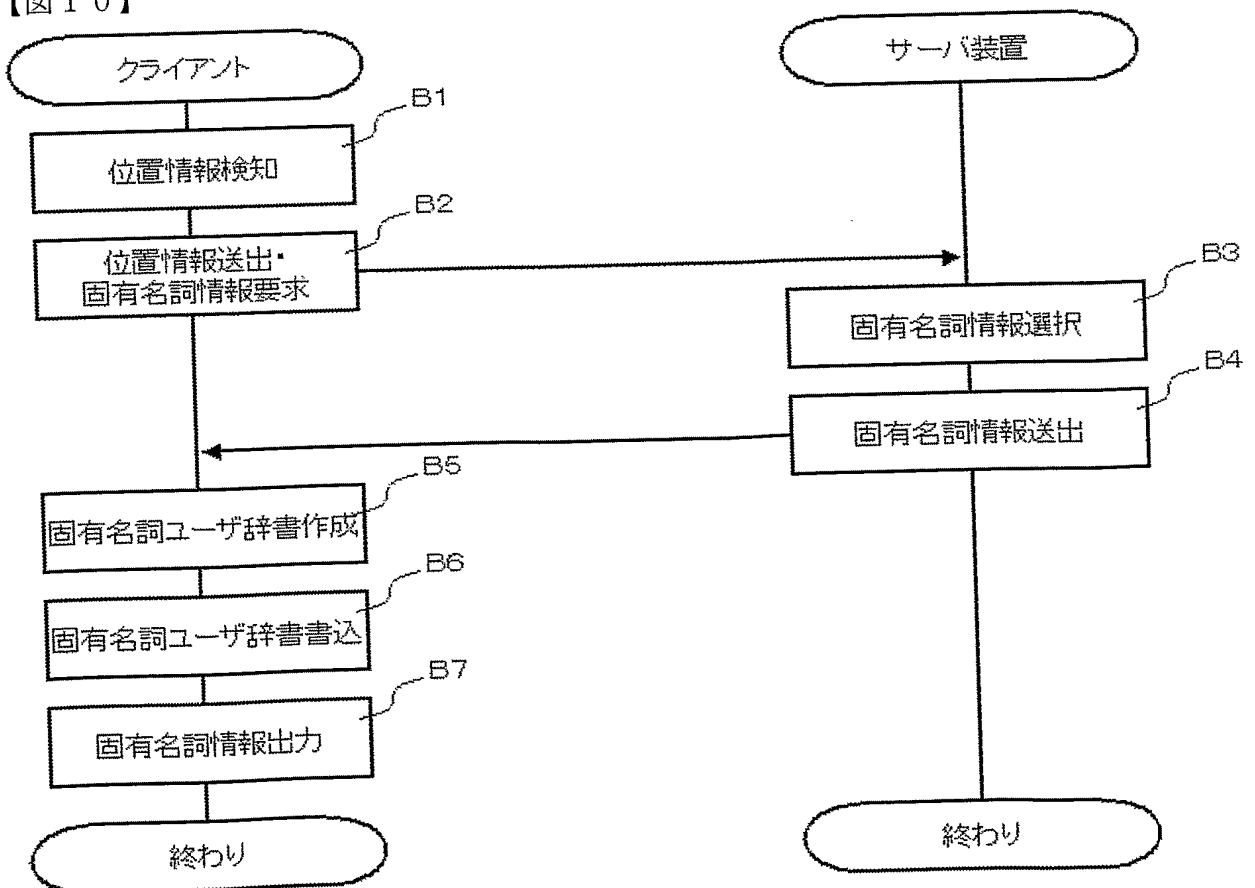 【図１０】
クライアント
サーバ装置
B1
位置情報検知
B2
位置情報送出・
固有名詞情報要求
B3
固有名詞情報選択
B4
固有名詞情報送出
B5
固有名詞ユーザ辞書作成
B6
固有名詞ユーザ辞書書込
B7
固有名詞情報出力
終わり
終わり